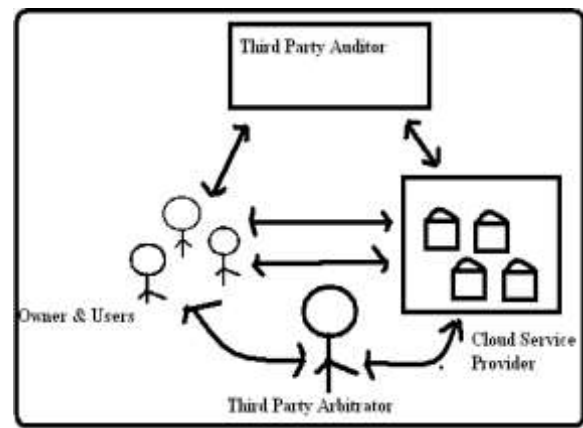 Third Party Auditor
Owner & Users
Cloud Service
Provider
Third Party Arbitrator